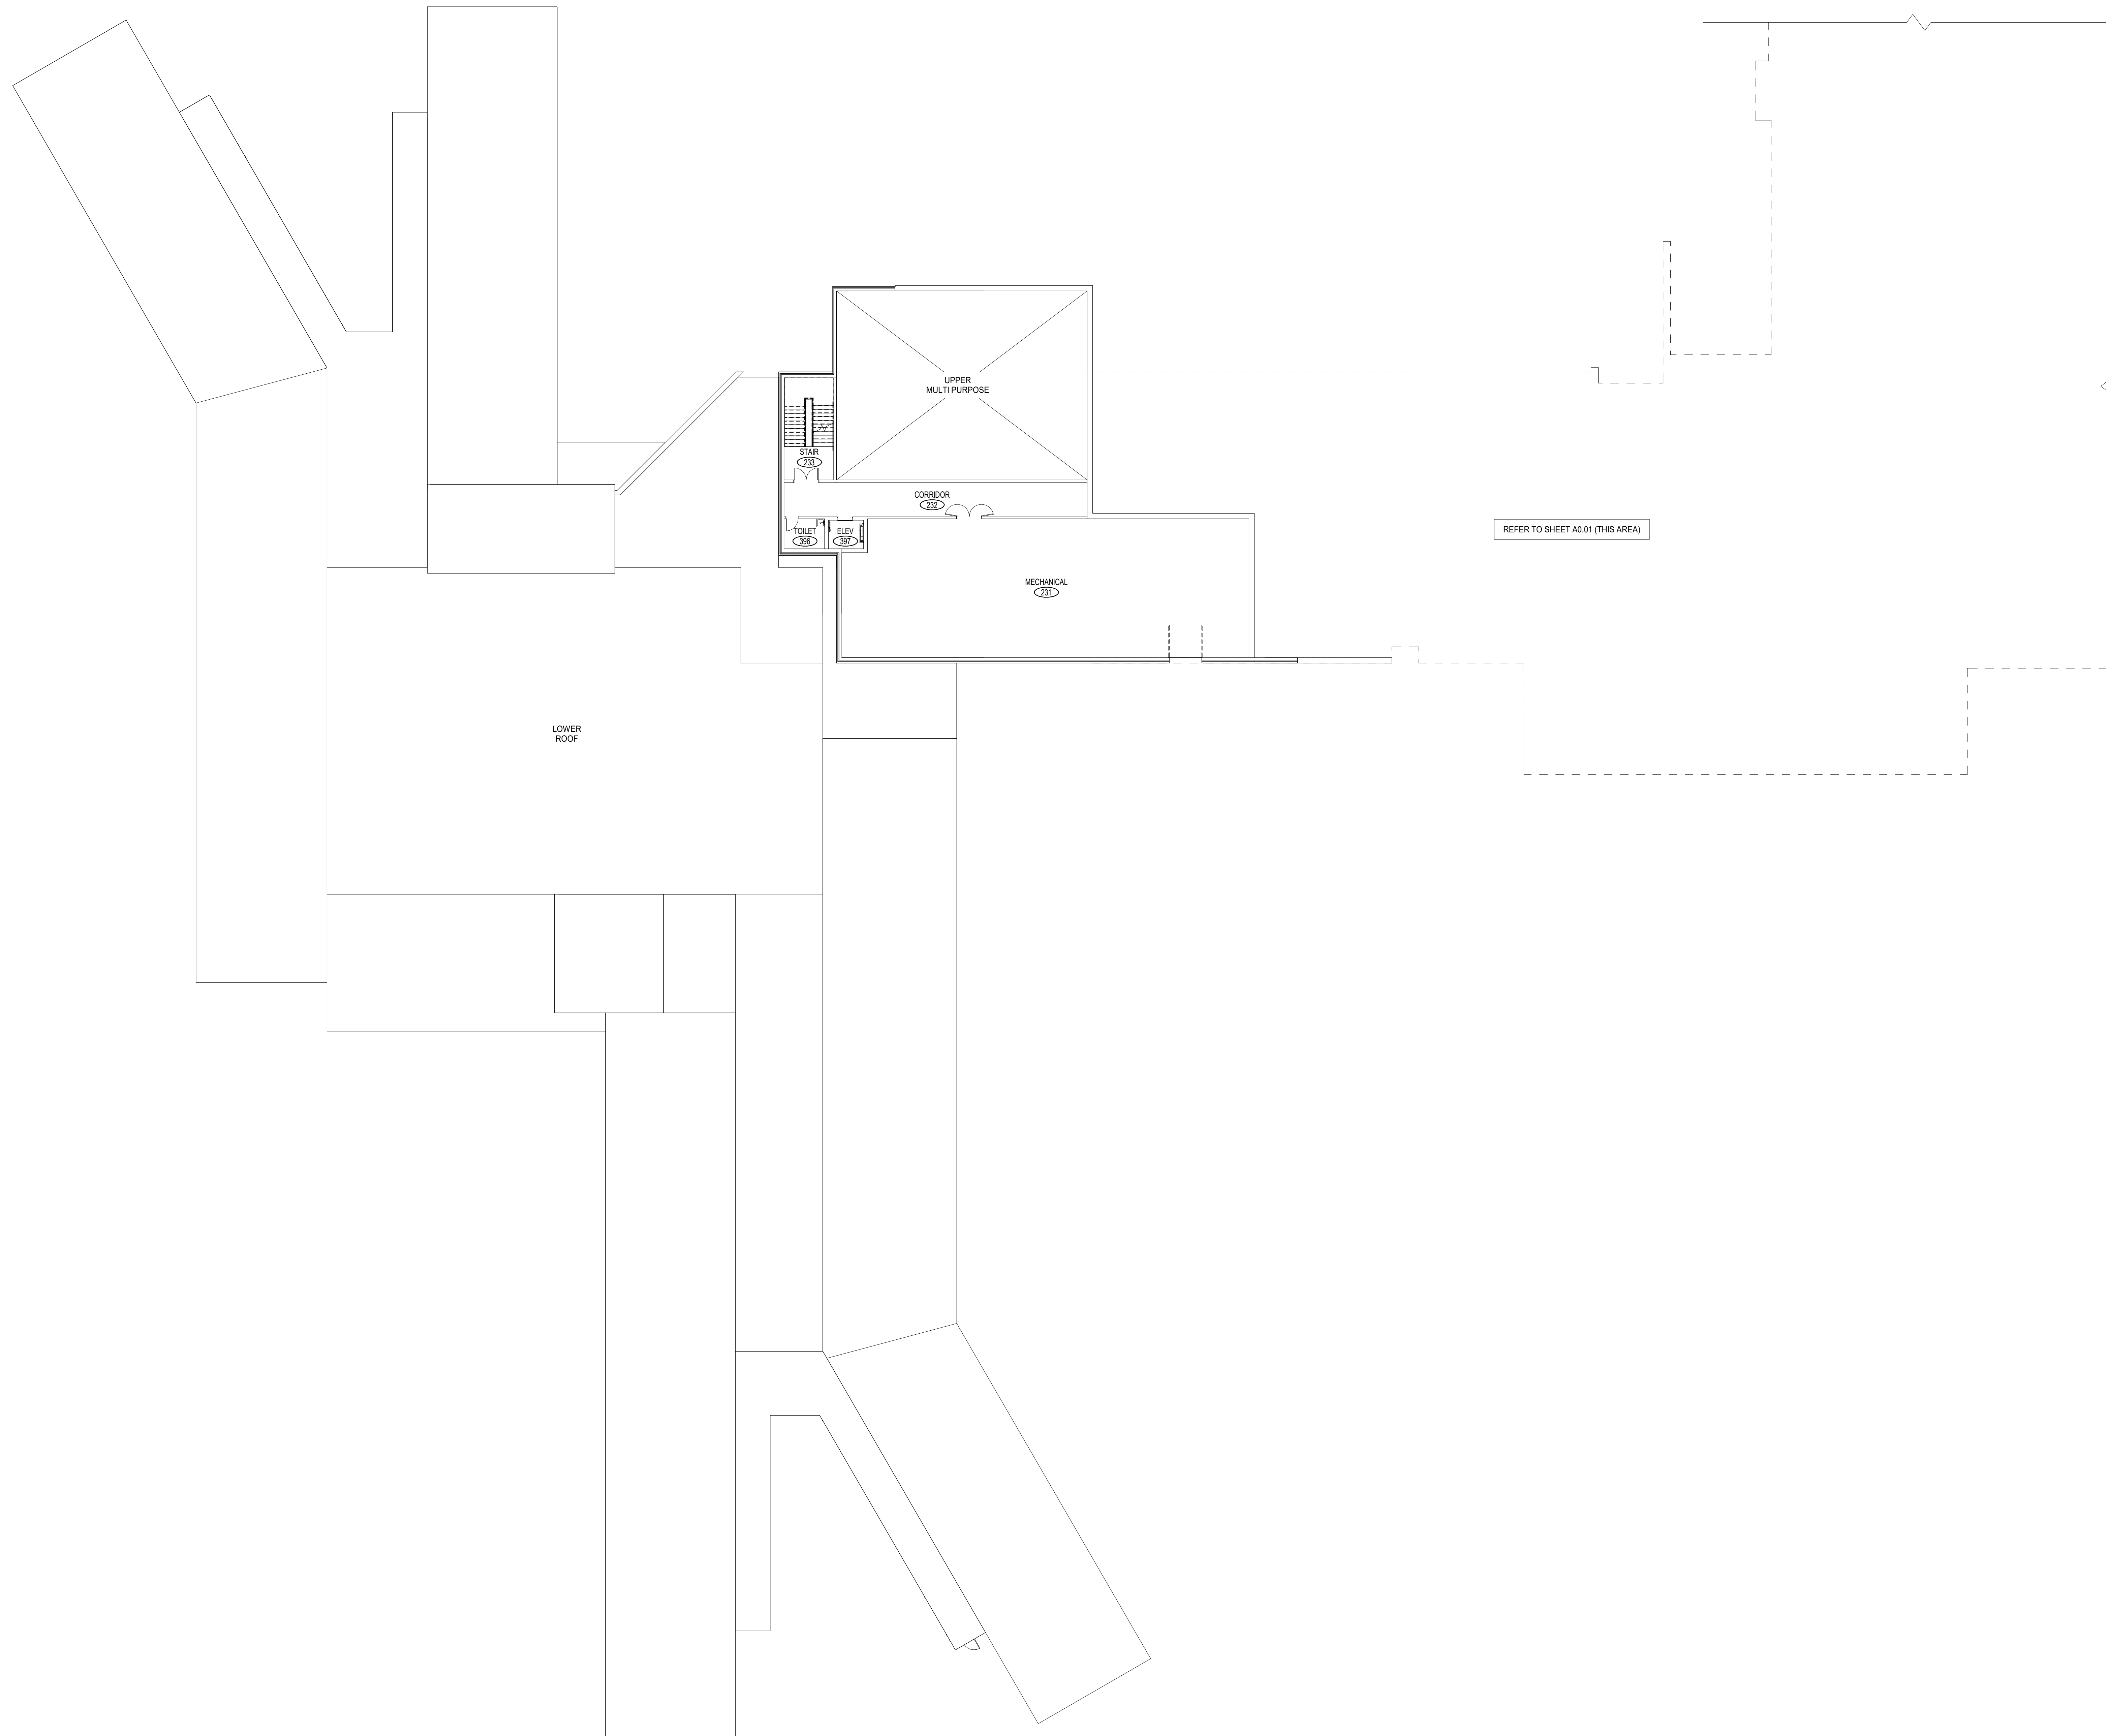 UPPER
MULTI PURPOSE
STAIR
233
CORRIDOR
232
TOILET
396
ELEV
397
REFER TO SHEET A0.01 (THIS AREA)
MECHANICAL
231
LOWER
ROOF